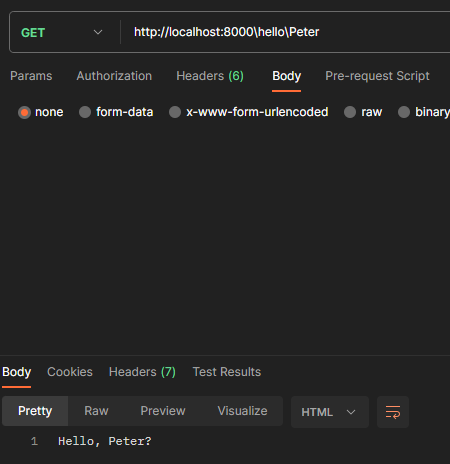 GET http://localhost:8000\hello\Peter
Params Authorization Headers (6) Body Pre-request Script
none form-data x-www-form-urlencoded raw binary
Body Cookies Headers (7) Test Results
Pretty Raw Preview Visualize HTML
1 Hello, Peter?